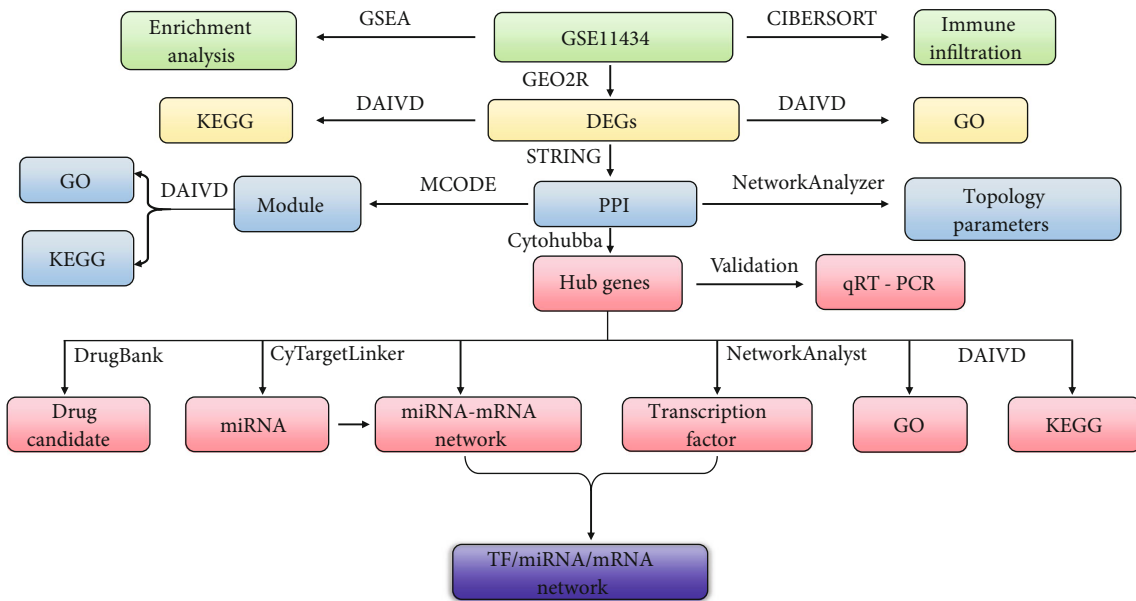 Enrichment
analysis
GSEA
GSE11434
CIBERSORT
Immune
infiltration
GEO2R
KEGG
DAIVD
DEGs
DAIVD
GO
STRING
GO
DAIVD
KEGG
Module
MCODE
PPI
NetworkAnalyzer
Topology
parameters
Cytohubba
Hub genes
Validation
qRT - PCR
DrugBank
CyTargetLinker
NetworkAnalyst
DAIVD
Drug
candidate
miRNA
miRNA-mRNA
network
Transcription
factor
GO
KEGG
TF/miRNA/mRNA
network